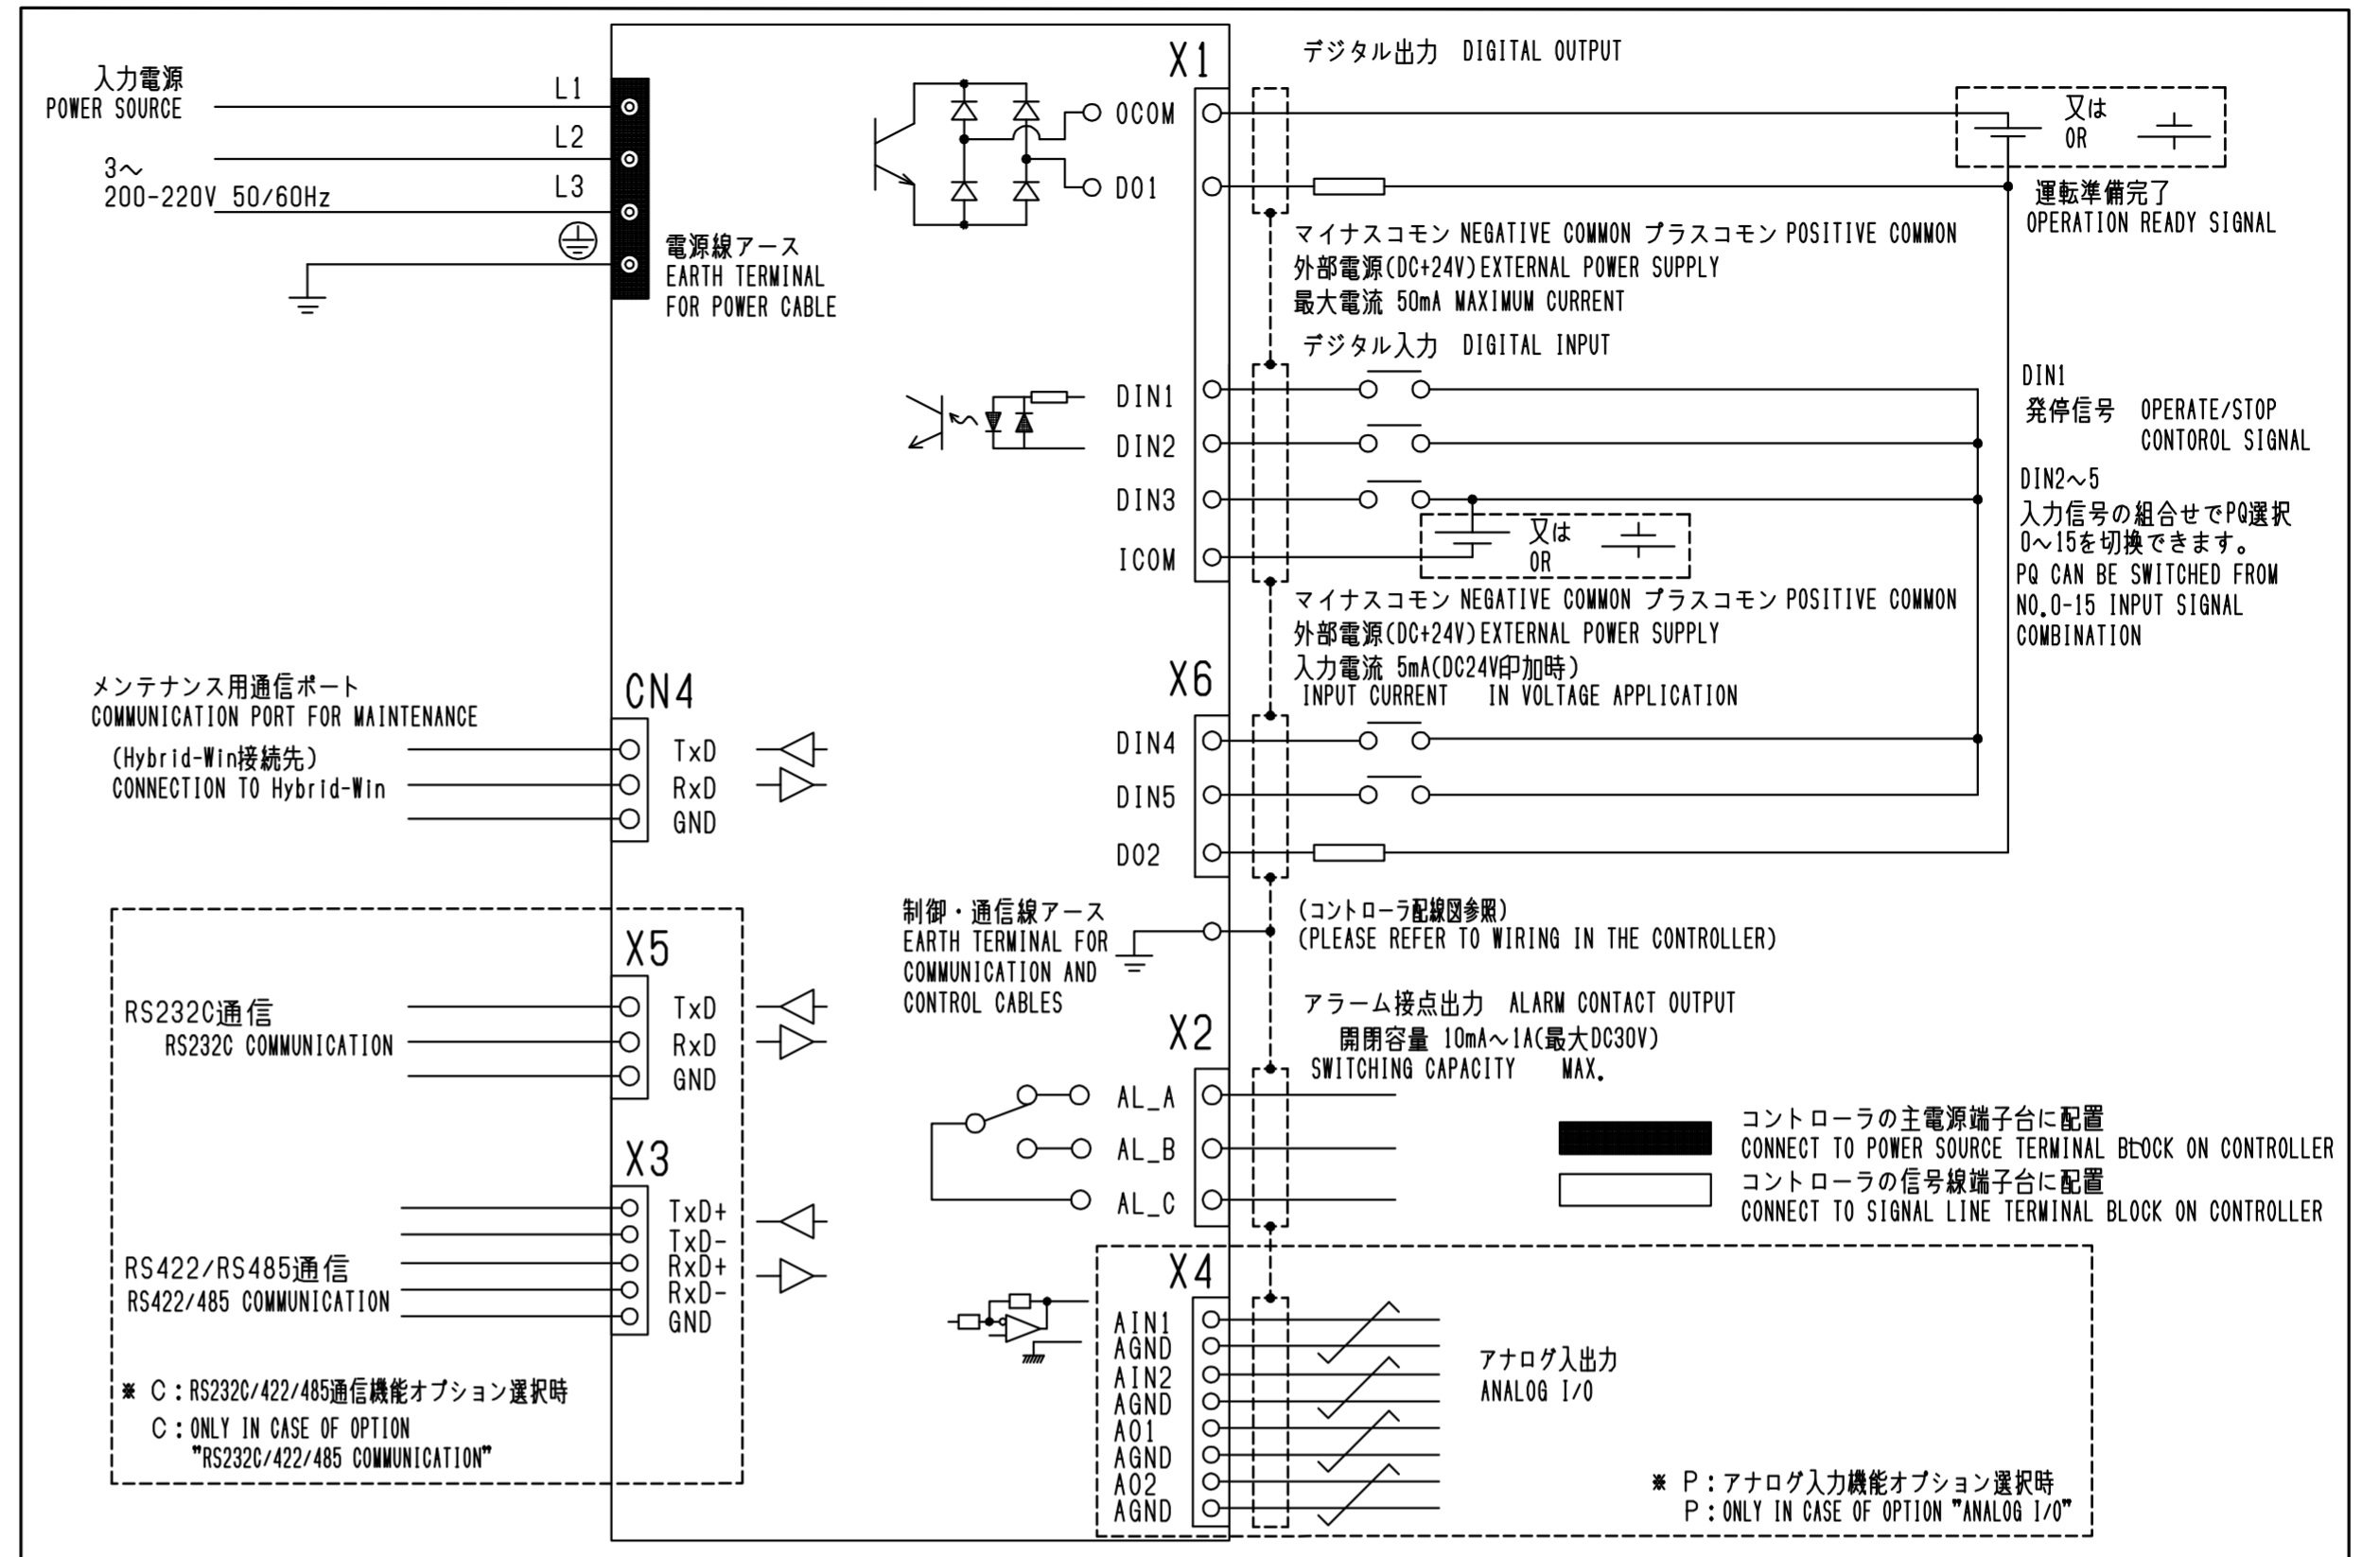 入力電源
POWER SOURCE
3～
200-220V 50/60Hz
L1
L2
L3
電源線アース
EARTH TERMINAL
FOR POWER CABLE
メンテナンス用通信ポート
COMMUNICATION PORT FOR MAINTENANCE
(Hybrid-Win接続先)
CONNECTION TO Hybrid-Win
CN4
TxD
RxD
GND
X5
RS232C通信
RS232C COMMUNICATION
TxD
RxD
GND
X3
RS422/RS485通信
RS422/485 COMMUNICATION
TxD+
TxD-
RxD+
RxD-
GND
※ C：RS232C/422/485通信機能オプション選択時
C：ONLY IN CASE OF OPTION
"RS232C/422/485 COMMUNICATION"
X1
デジタル出力 DIGITAL OUTPUT
OCOM
DO1
又は
OR
運転準備完了
OPERATION READY SIGNAL
マイナスコモン NEGATIVE COMMON プラスコモン POSITIVE COMMON
外部電源(DC+24V)EXTERNAL POWER SUPPLY
最大電流 50mA MAXIMUM CURRENT
デジタル入力 DIGITAL INPUT
DIN1
DIN2
DIN3
ICOM
又は
OR
DIN1
発停信号 OPERATE/STOP
CONTOROL SIGNAL
DIN2～5
入力信号の組合せでPQ選択
0～15を切換できます。
PQ CAN BE SWITCHED FROM
NO.0-15 INPUT SIGNAL
COMBINATION
マイナスコモン NEGATIVE COMMON プラスコモン POSITIVE COMMON
外部電源(DC+24V)EXTERNAL POWER SUPPLY
入力電流 5mA(DC24V印加時)
INPUT CURRENT IN VOLTAGE APPLICATION
X6
DIN4
DIN5
DO2
制御・通信線アース
EARTH TERMINAL FOR
COMMUNICATION AND
CONTROL CABLES
(コントローラ配線図参照)
(PLEASE REFER TO WIRING IN THE CONTROLLER)
アラーム接点出力 ALARM CONTACT OUTPUT
開閉容量 10mA～1A(最大DC30V)
SWITCHING CAPACITY MAX.
X2
AL_A
AL_B
AL_C
コントローラの主電源端子台に配置
CONNECT TO POWER SOURCE TERMINAL BLOCK ON CONTROLLER
コントローラの信号線端子台に配置
CONNECT TO SIGNAL LINE TERMINAL BLOCK ON CONTROLLER
X4
AIN1
AGND
AIN2
AGND
AO1
AGND
AO2
AGND
アナログ入出力
ANALOG I/O
※ P：アナログ入力機能オプション選択時
P：ONLY IN CASE OF OPTION "ANALOG I/O"